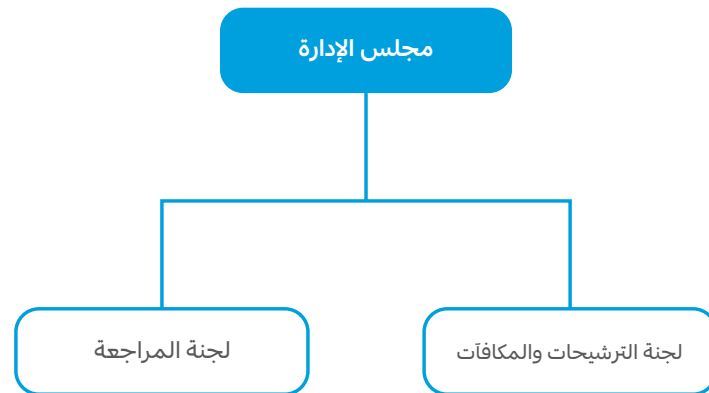 مجلس الإدارة
لجنة الترشيحات والمكافآت
لجنة المراجعة